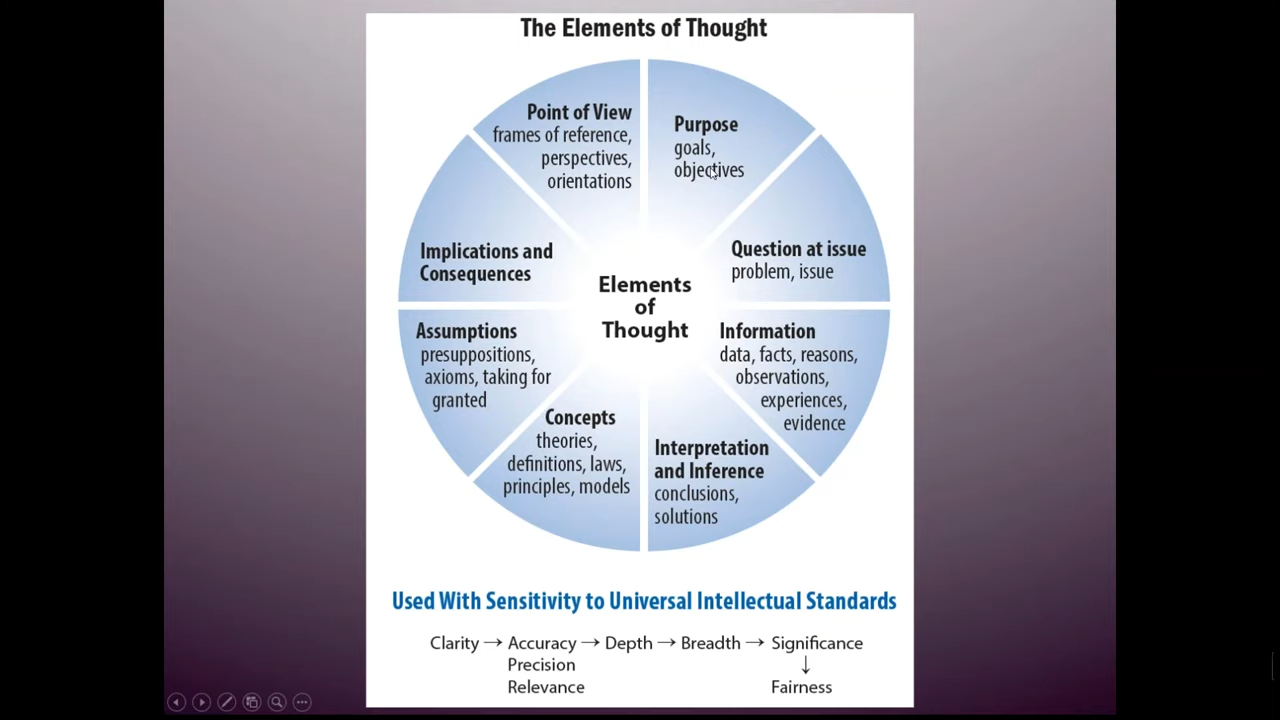 The Elements of Thought
Point of View
frames of reference,
perspectives,
orientations
Purpose
goals,
objectives
Implications and
Consequences
Question at issue
problem, issue
Elements
of
Thought
Assumptions
presuppositions,
axioms, taking for
granted
Information
data, facts, reasons,
observations,
experiences,
evidence
Concepts
theories,
definitions, laws,
principles, models
Interpretation
and Inference
conclusions,
solutions
Used With Sensitivity to Universal Intellectual Standards
Clarity → Accuracy → Depth → Breadth → Significance
Precision ↓
Relevance Fairness